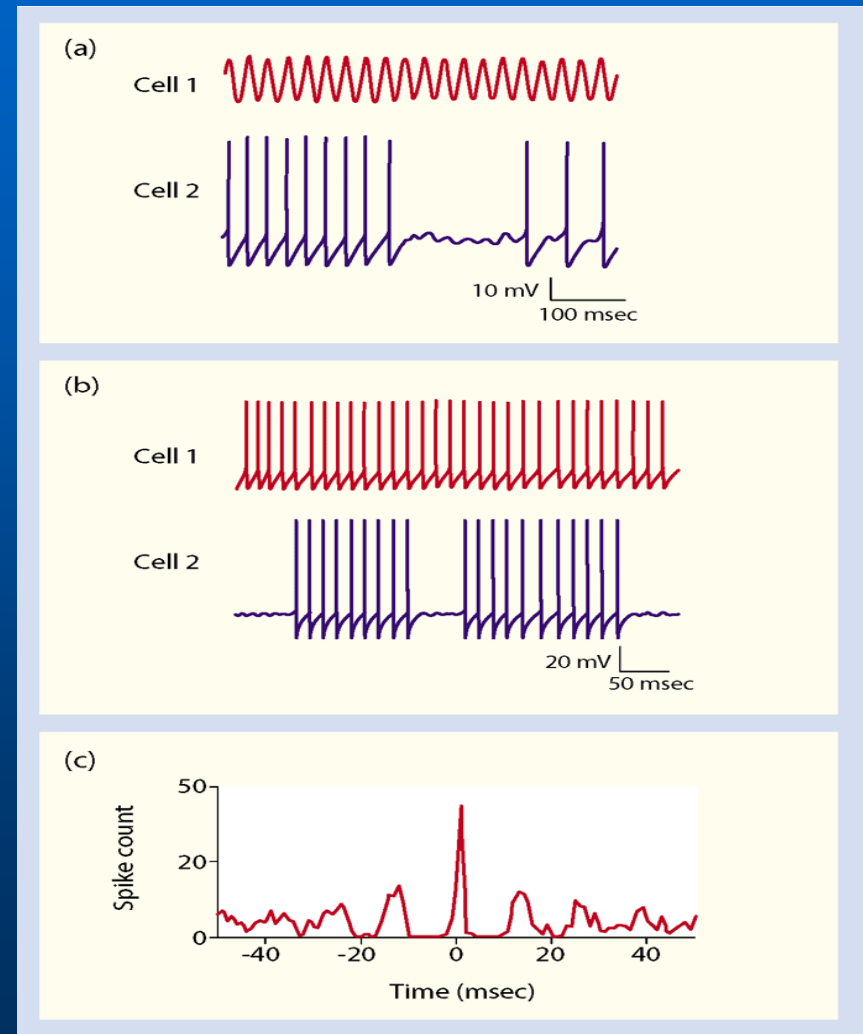 (a)
Cell 1
Cell 2
10 mV
100 msec
(b)
Cell 1
Cell 2
20 mV
50 msec
(c)
50
20
0
Spike count
-40 -20 0 20 40
Time (msec)